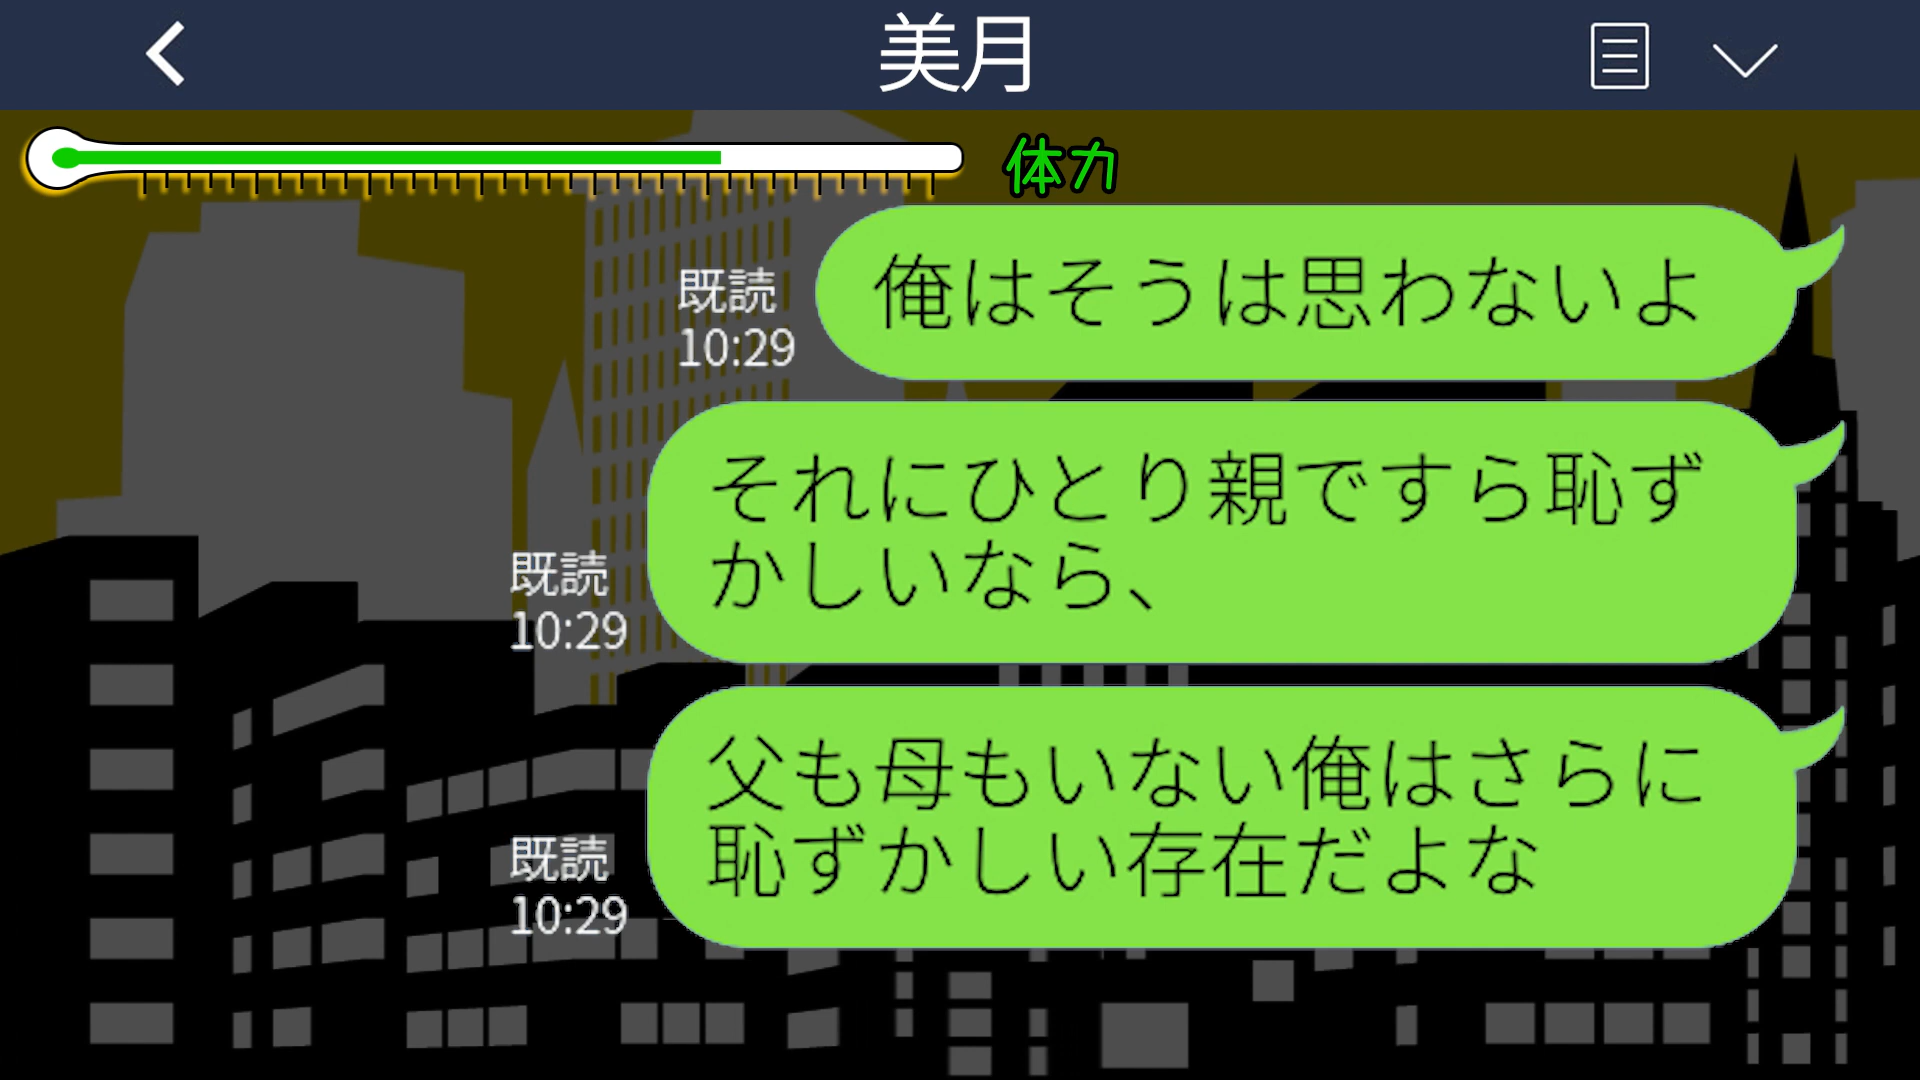 美月
体力
俺はそうは思わないよ
既読
10:29
それにひとり親ですら恥ず
かしいなら、
既読
10:29
父も母もいない俺はさらに
恥ずかしい存在だよな
既読
10:29